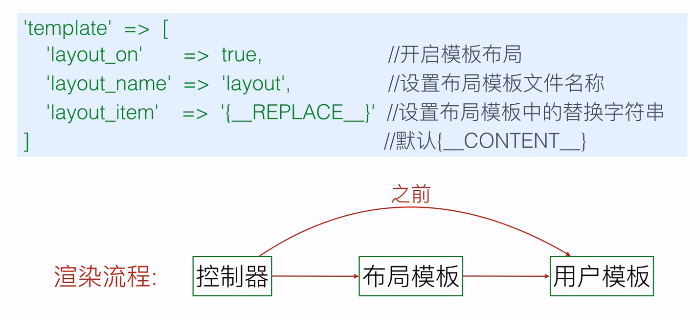 'template' => [
'layout_on' => true, //开启模板布局
'layout_name' => 'layout', //设置布局模板文件名称
'layout_item' => '{__REPLACE__}' //设置布局模板中的替换字符串
] //默认{__CONTENT__}
之前
渲染流程: 控制器 布局模板 用户模板